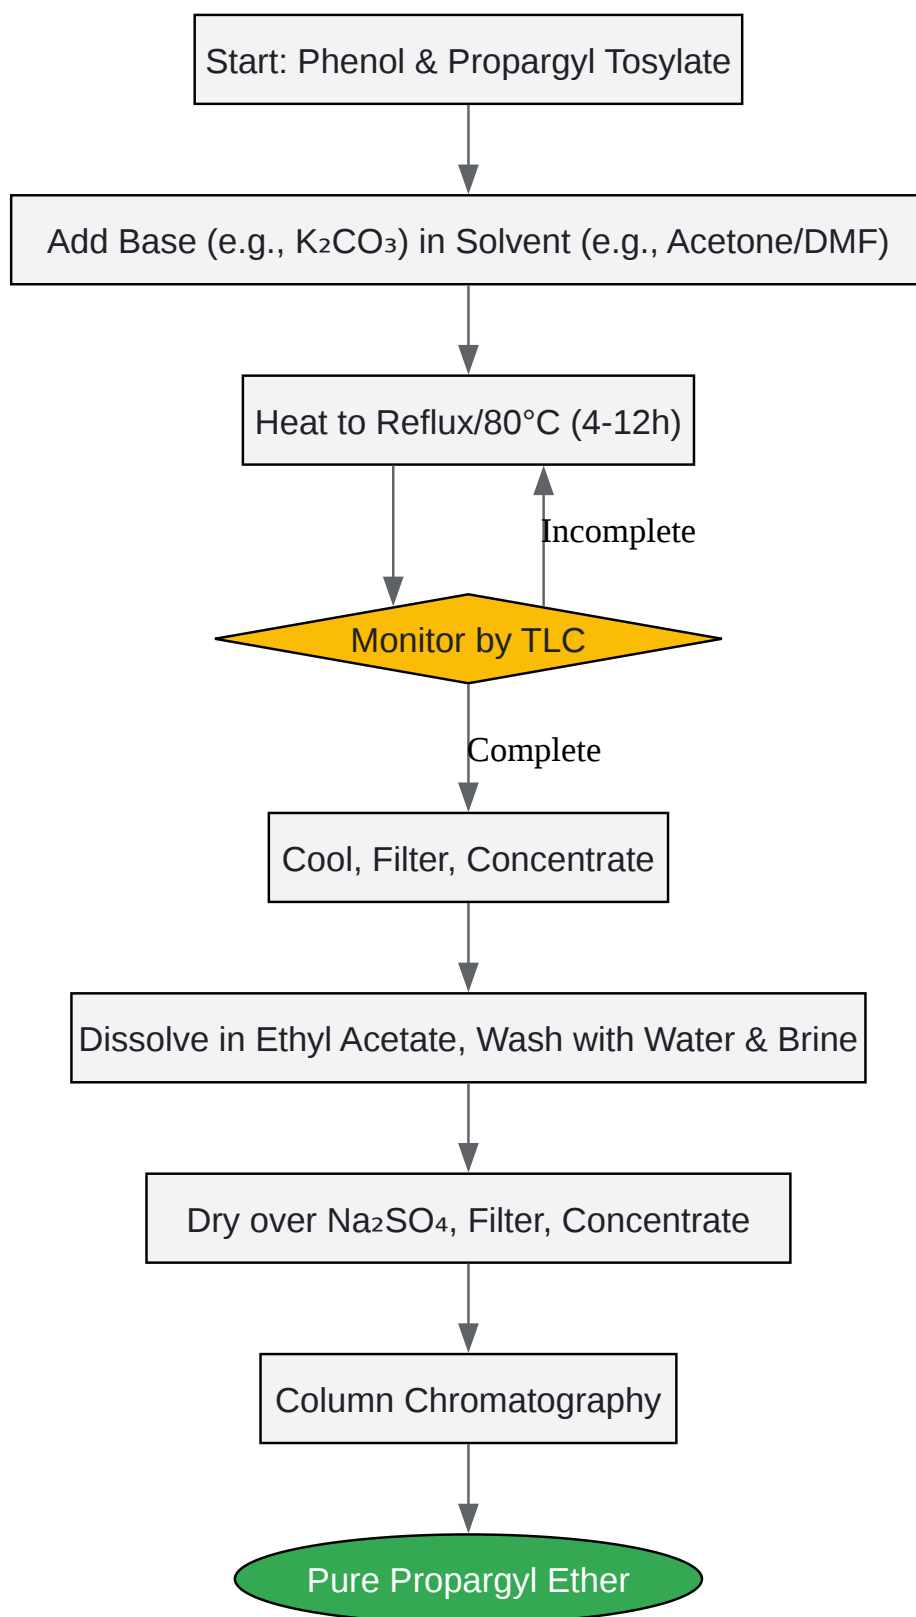 Start: Phenol & Propargyl Tosylate
Add Base (e.g., K₂CO₃) in Solvent (e.g., Acetone/DMF)
Heat to Reflux/80°C (4-12h)
Incomplete
Monitor by TLC
Complete
Cool, Filter, Concentrate
Dissolve in Ethyl Acetate, Wash with Water & Brine
Dry over Na₂SO₄, Filter, Concentrate
Column Chromatography
Pure Propargyl Ether